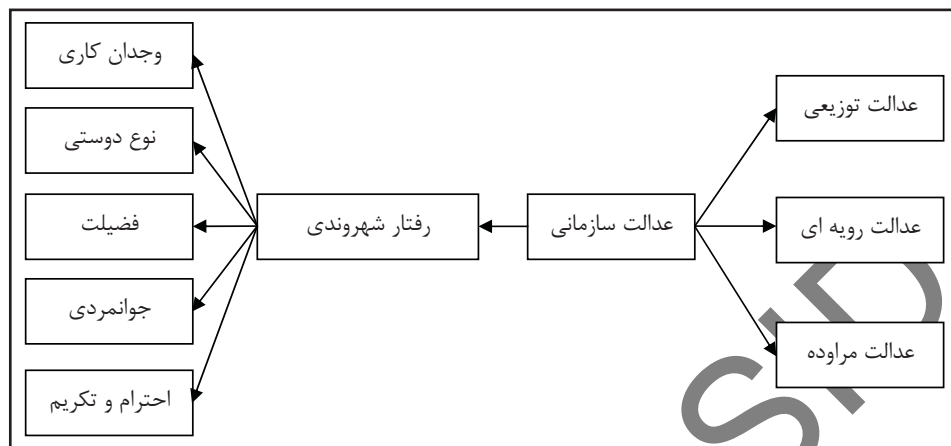 عدالت توزیعی
عدالت رویه ای
عدالت مراوده
عدالت سازمانی
رفتار شهروندی
وجدان کاری
نوع دوستی
فضیلت
جوانمردی
احترام و تکریم
SID